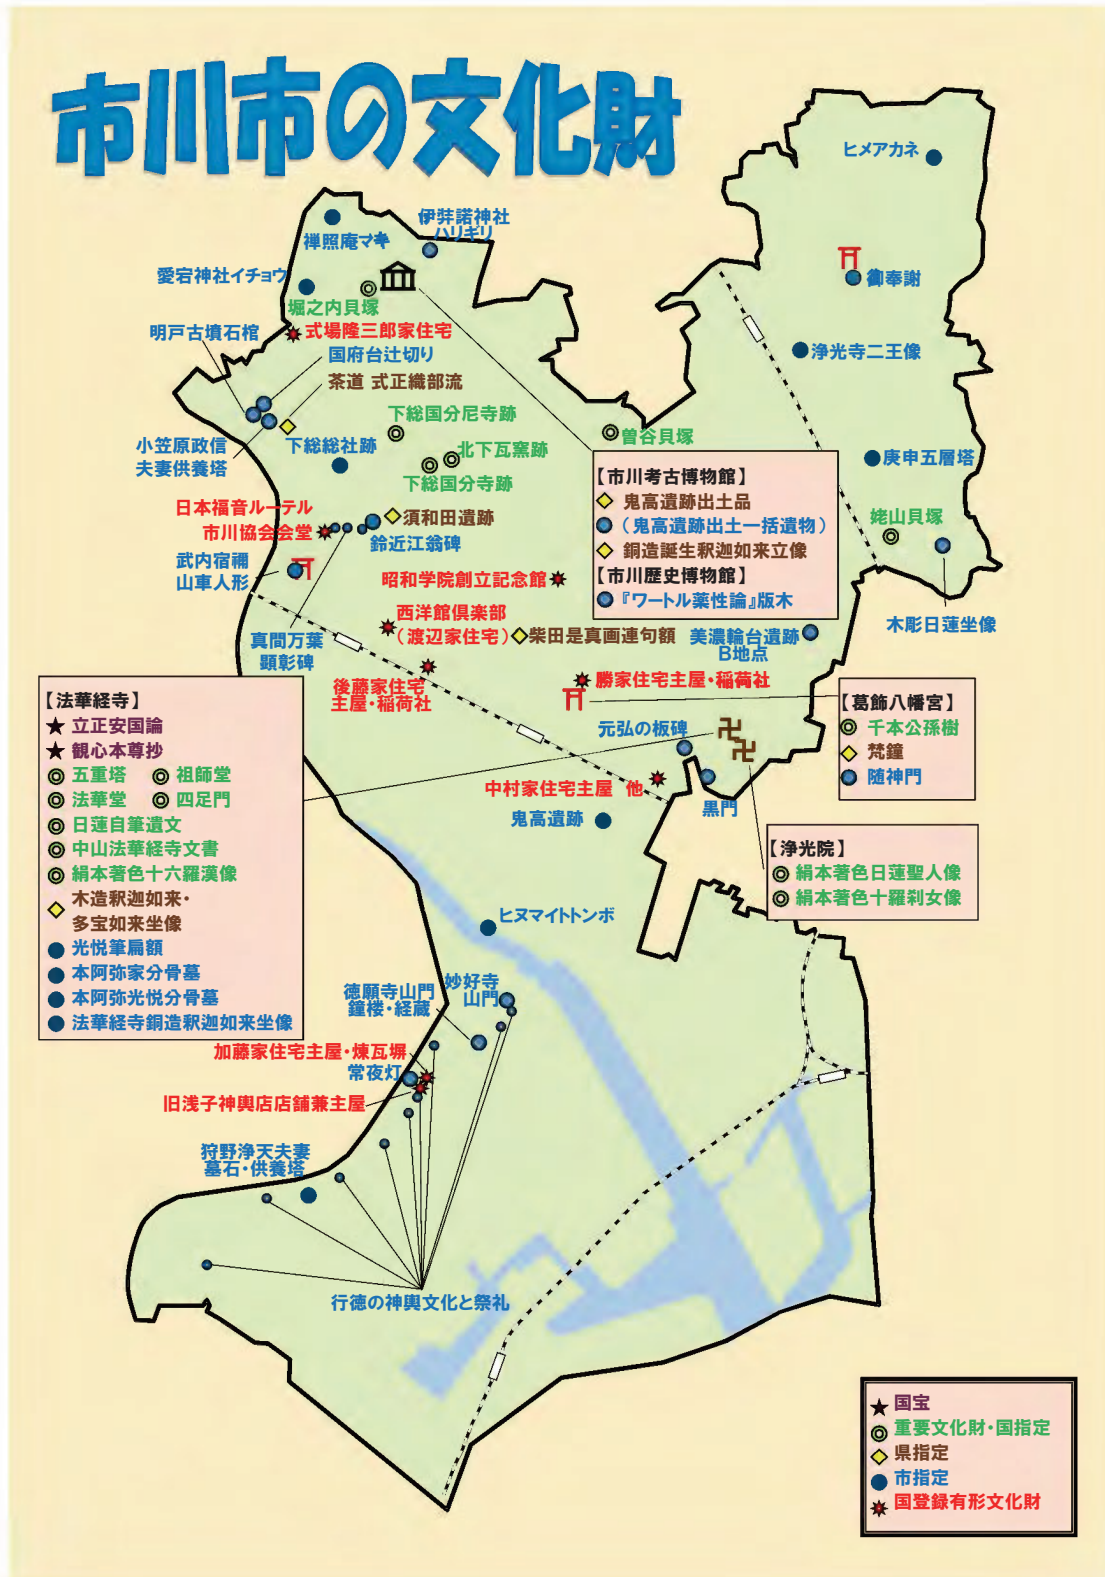 市川市の文化財
ヒメアカネ
禅照庵マキ
伊弉諾神社
ハリギリ
愛宕神社イチョウ
御奉謝
堀之内貝塚
明戸古墳石棺
式場隆三郎家住宅
国府台辻切り
浄光寺二王像
茶道 式正織部流
下総国分尼寺跡
曽谷貝塚
小笠原政信
夫妻供養塔
下総総社跡
北下瓦窯跡
下総国分寺跡
庚申五層塔
【市川考古博物館】
鬼高遺跡出土品
(鬼高遺跡出土一括遺物)
銅造誕生釈迦如来立像
【市川歴史博物館】
『ワートル薬性論』版木
日本福音ルーテル
市川協会会堂
須和田遺跡
鈴近江翁碑
姥山貝塚
武内宿禰
山車人形
昭和学院創立記念館
西洋館倶楽部
(渡辺家住宅)
柴田是真画連句額
美濃輪台遺跡
B地点
木彫日蓮坐像
真間万葉
顕彰碑
後藤家住宅
主屋・稲荷社
勝家住宅主屋・稲荷社
【法華経寺】
立正安国論
観心本尊抄
五重塔 祖師堂
法華堂 四足門
日蓮自筆遺文
中山法華経寺文書
絹本著色十六羅漢像
木造釈迦如来・
多宝如来坐像
光悦筆扁額
本阿弥家分骨墓
本阿弥光悦分骨墓
法華経寺銅造釈迦如来坐像
【葛飾八幡宮】
千本公孫樹
梵鐘
随神門
元弘の板碑
中村家住宅主屋 他
黒門
鬼高遺跡
【浄光院】
絹本著色日蓮聖人像
絹本著色十羅刹女像
ヒヌマイトトンボ
徳願寺山門
鐘楼・経蔵
妙好寺
山門
加藤家住宅主屋・煉瓦塀
常夜灯
旧浅子神輿店店舗兼主屋
狩野浄天夫妻
墓石・供養塔
行徳の神輿文化と祭礼
国宝
重要文化財・国指定
県指定
市指定
国登録有形文化財